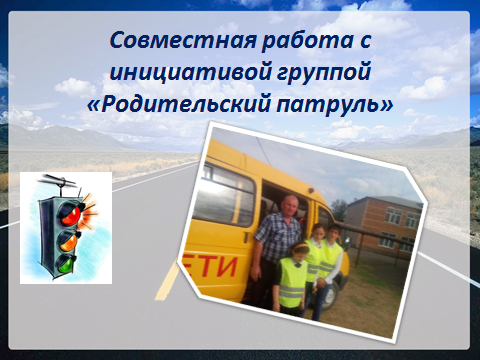 Совместная работа с
инициативой группой
«Родительский патруль»
ЕТИ